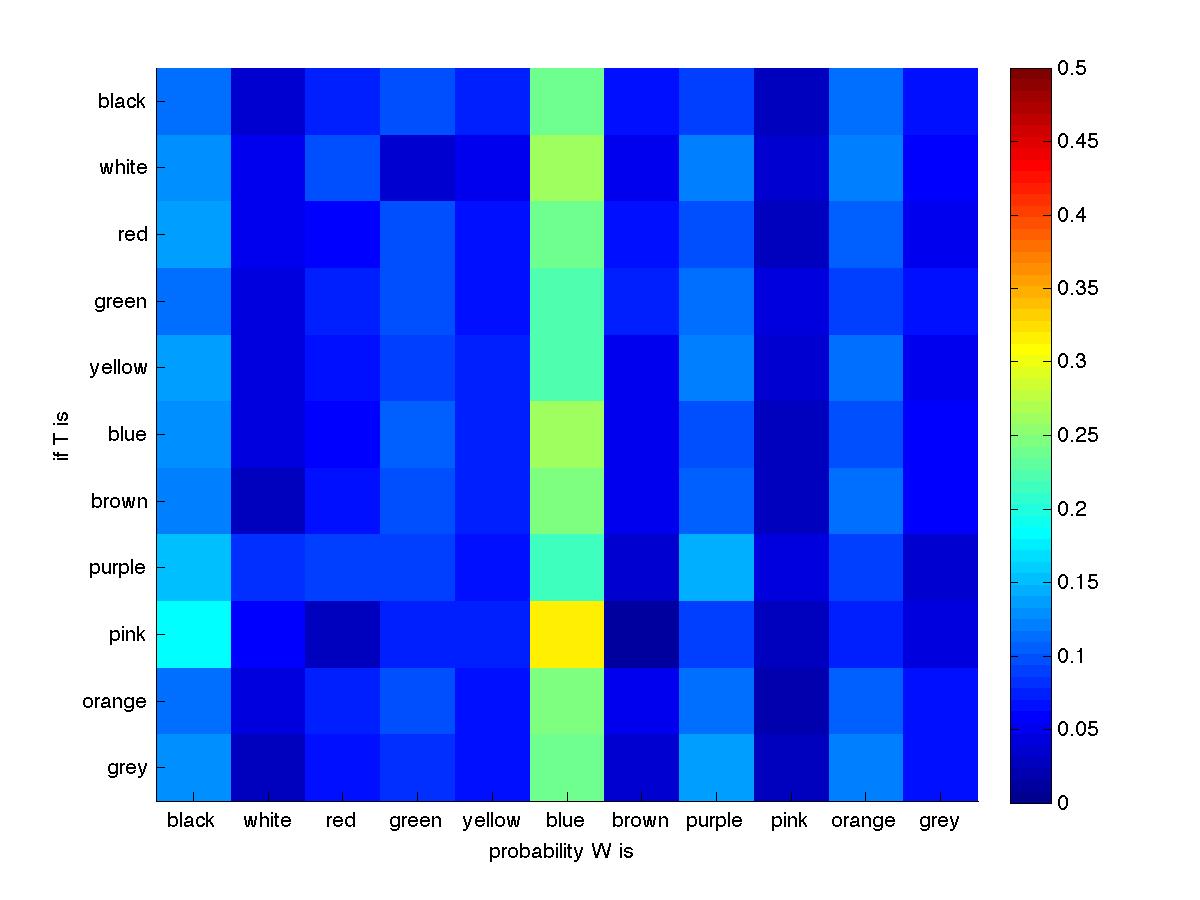 0.5
black
0.45
white
0.4
red
0.35
green
0.3
yellow
if T is
blue
0.25
brown
0.2
purple
0.15
pink
0.1
orange
0.05
grey
0
black white red green yellow blue brown purple pink orange grey
probability W is